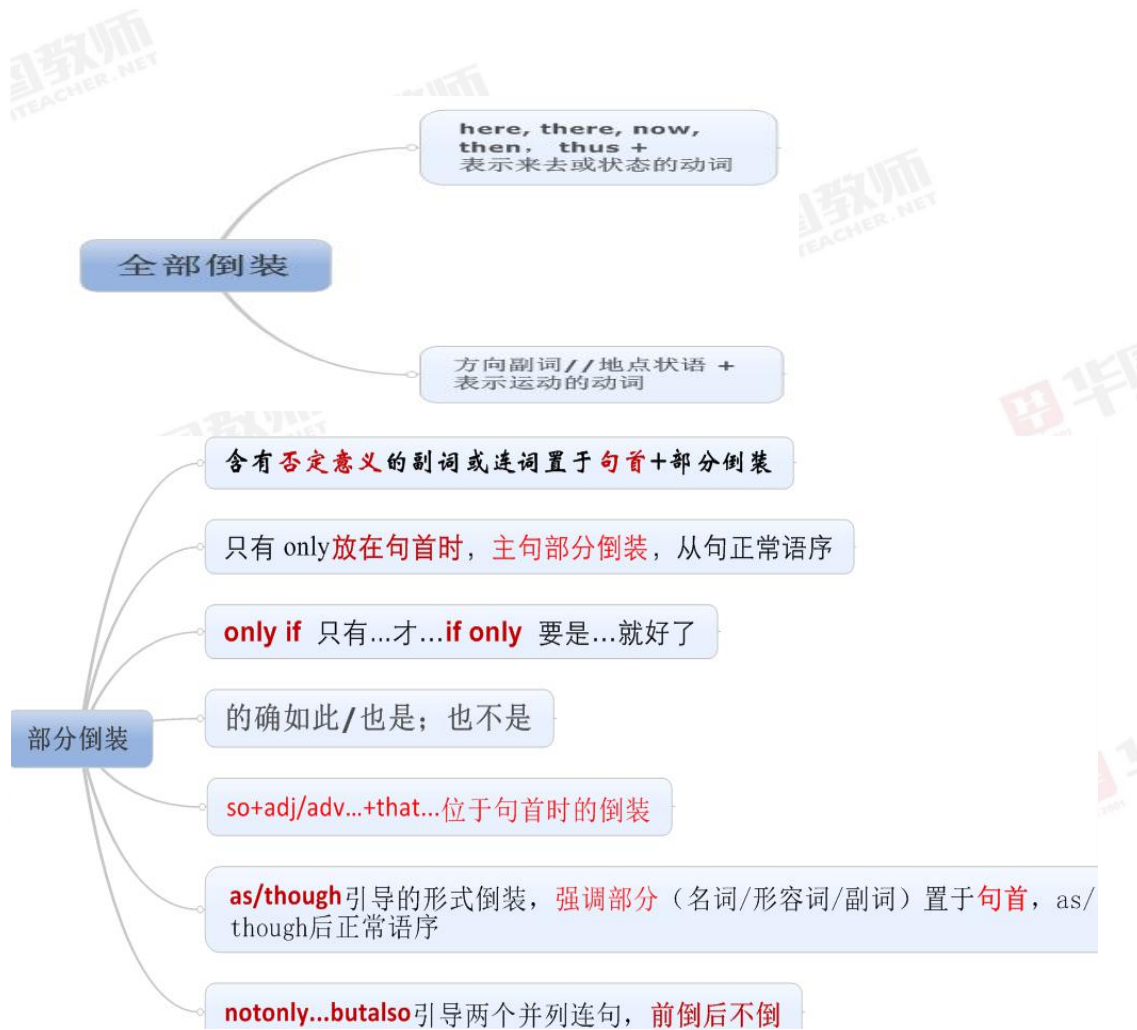 here, there, now,
then， thus +
表示来去或状态的动词
全部倒装
方向副词//地点状语 +
表示运动的动词
含有否定意义的副词或连词置于句首+部分倒装
只有 only放在句首时，主句部分倒装，从句正常语序
only if 只有...才...if only 要是...就好了
部分倒装
的确如此/也是；也不是
so+adj/adv...+that...位于句首时的倒装
as/though引导的形式倒装，强调部分（名词/形容词/副词）置于句首，as/
though后正常语序
notonly...butalso引导两个并列连句，前倒后不倒